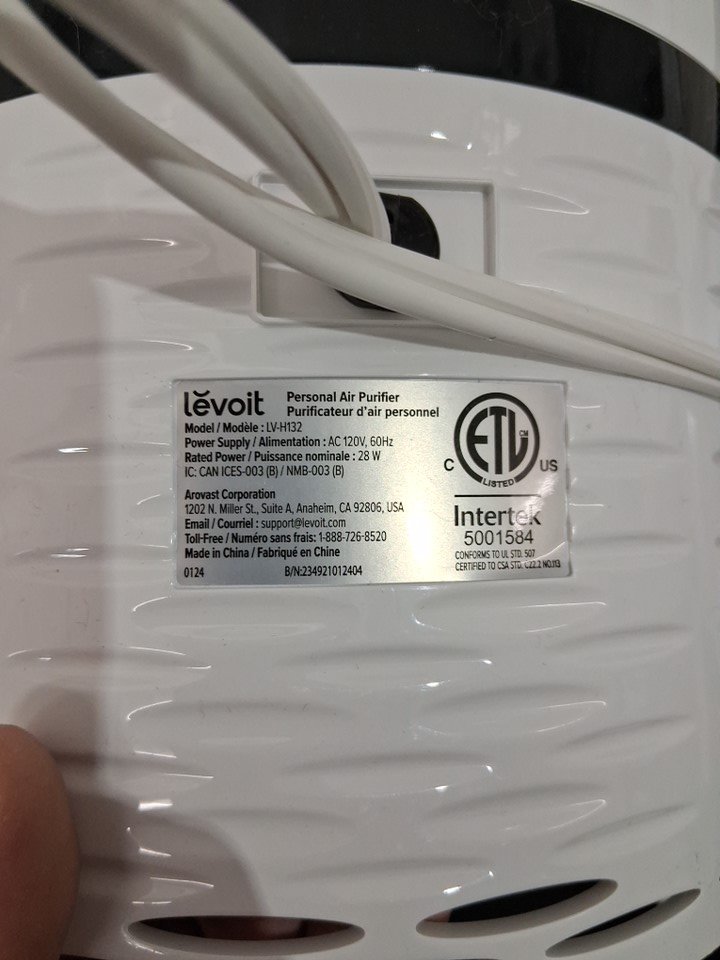 levoit
Personal Air Purifier
Purificateur d'air personnel
Model / Modèle : LV-H132
Power Supply / Alimentation : AC 120V, 60Hz
Rated Power / Puissance nominale : 28 W
IC: CAN ICES-003 (B) / NMB-003 (B)
Arovast Corporation
1202 N. Miller St., Suite A, Anaheim, CA 92806, USA
Email / Courriel : support@levoit.com
Toll-Free / Numéro sans frais: 1-888-726-8520
Made in China / Fabriqué en Chine
0124 B/N:234921012404
ETL CM
C US
LISTED
Intertek
5001584
CONFORMS TO UL STD. 507
CERTIFIED TO CSA STD. C22.2 NO.113